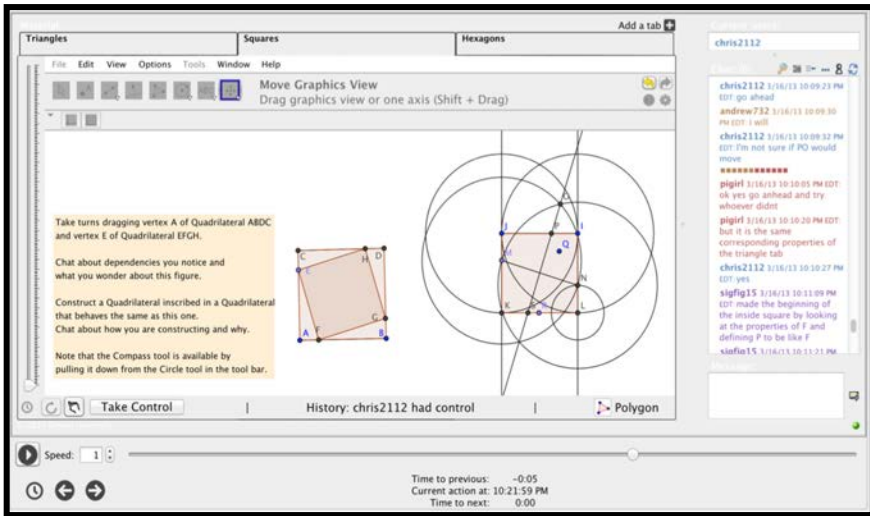 Add a tab
Triangles
Squares
Hexagons
File Edit View Options Tools Window Help
Move Graphics View
Drag graphics view or one axis (Shift + Drag)
Take turns dragging vertex A of Quadrilateral ABDC
and vertex E of Quadrilateral EFGH.
Chat about dependencies you notice and
what you wonder about this figure.
Construct a Quadrilateral inscribed in a Quadrilateral
that behaves the same as this one.
Chat about how you are constructing and why.
Note that the Compass tool is available by
pulling it down from the Circle tool in the tool bar.
C
H
D
E
G
A
F
B
O
J
P
I
Q
M
N
K
R
L
chris2112
chris2112 3/16/13 10:09:23 PM
EDT: go ahead
andrew732 3/16/13 10:09:30
PM EDT: i will
chris2112 3/16/13 10:09:32 PM
EDT: I'm not sure if PO would
move
pigirl 3/16/13 10:10:05 PM EDT:
ok yes go anhead and try
whoever didnt
pigirl 3/16/13 10:10:20 PM EDT:
but it is the same
corresponding properties of
the triangle tab
chris2112 3/16/13 10:10:27 PM
EDT: yes
sigfig15 3/16/13 10:11:09 PM
EDT made the beginning of
the inside square by looking
at the properties of F and
defining P to be like F
sigfig15 3/16/13 10:11:21 PM
Message:
Take Control
History: chris2112 had control
Polygon
Speed: 1
Time to previous: -0:05
Current action at: 10:21:59 PM
Time to next: 0:00